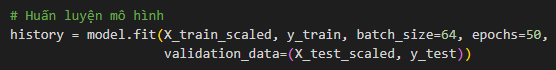 # Huấn luyện mô hình
history = model.fit(X_train_scaled, y_train, batch_size=64, epochs=50,
validation_data=(X_test_scaled, y_test))